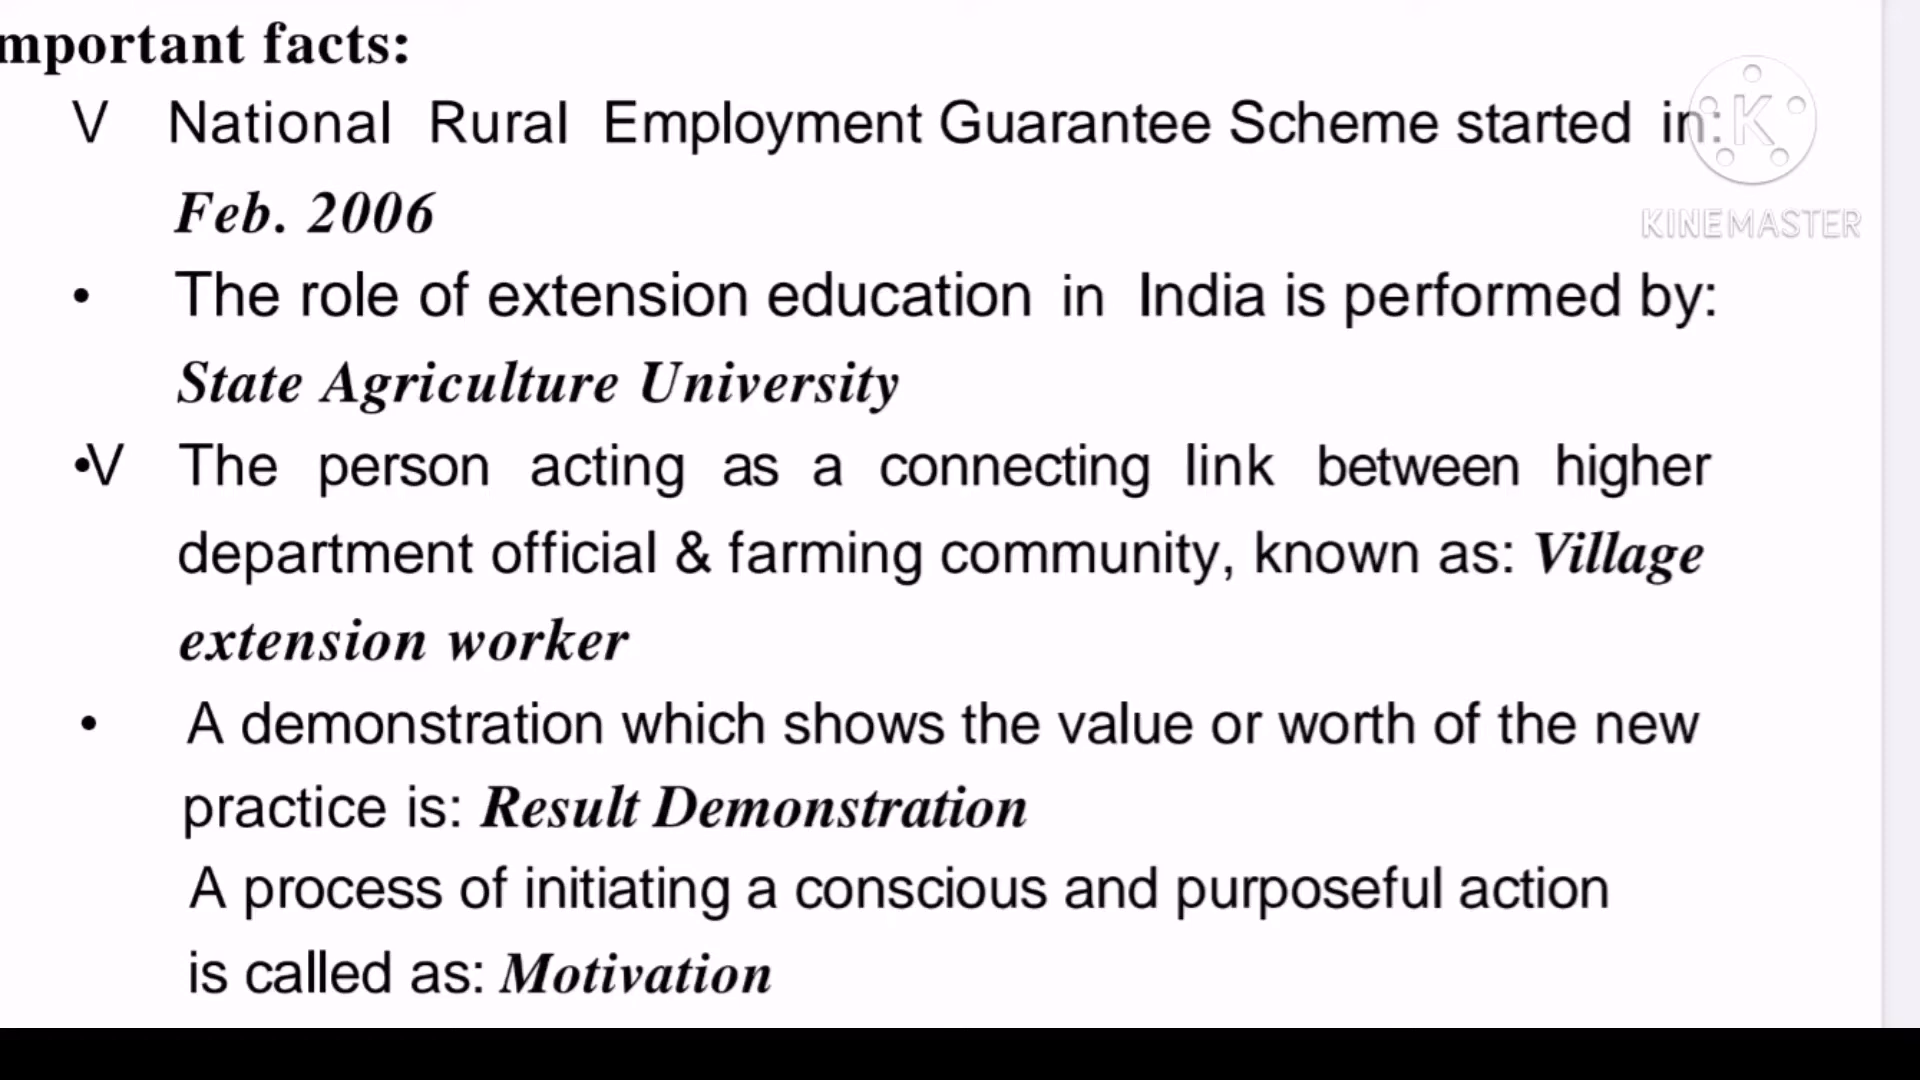 mportant facts:
V National Rural Employment Guarantee Scheme started in:
Feb. 2006
• The role of extension education in India is performed by:
State Agriculture University
•V The person acting as a connecting link between higher
department official & farming community, known as: Village
extension worker
• A demonstration which shows the value or worth of the new
practice is: Result Demonstration
A process of initiating a conscious and purposeful action
is called as: Motivation
K
KINEMASTER